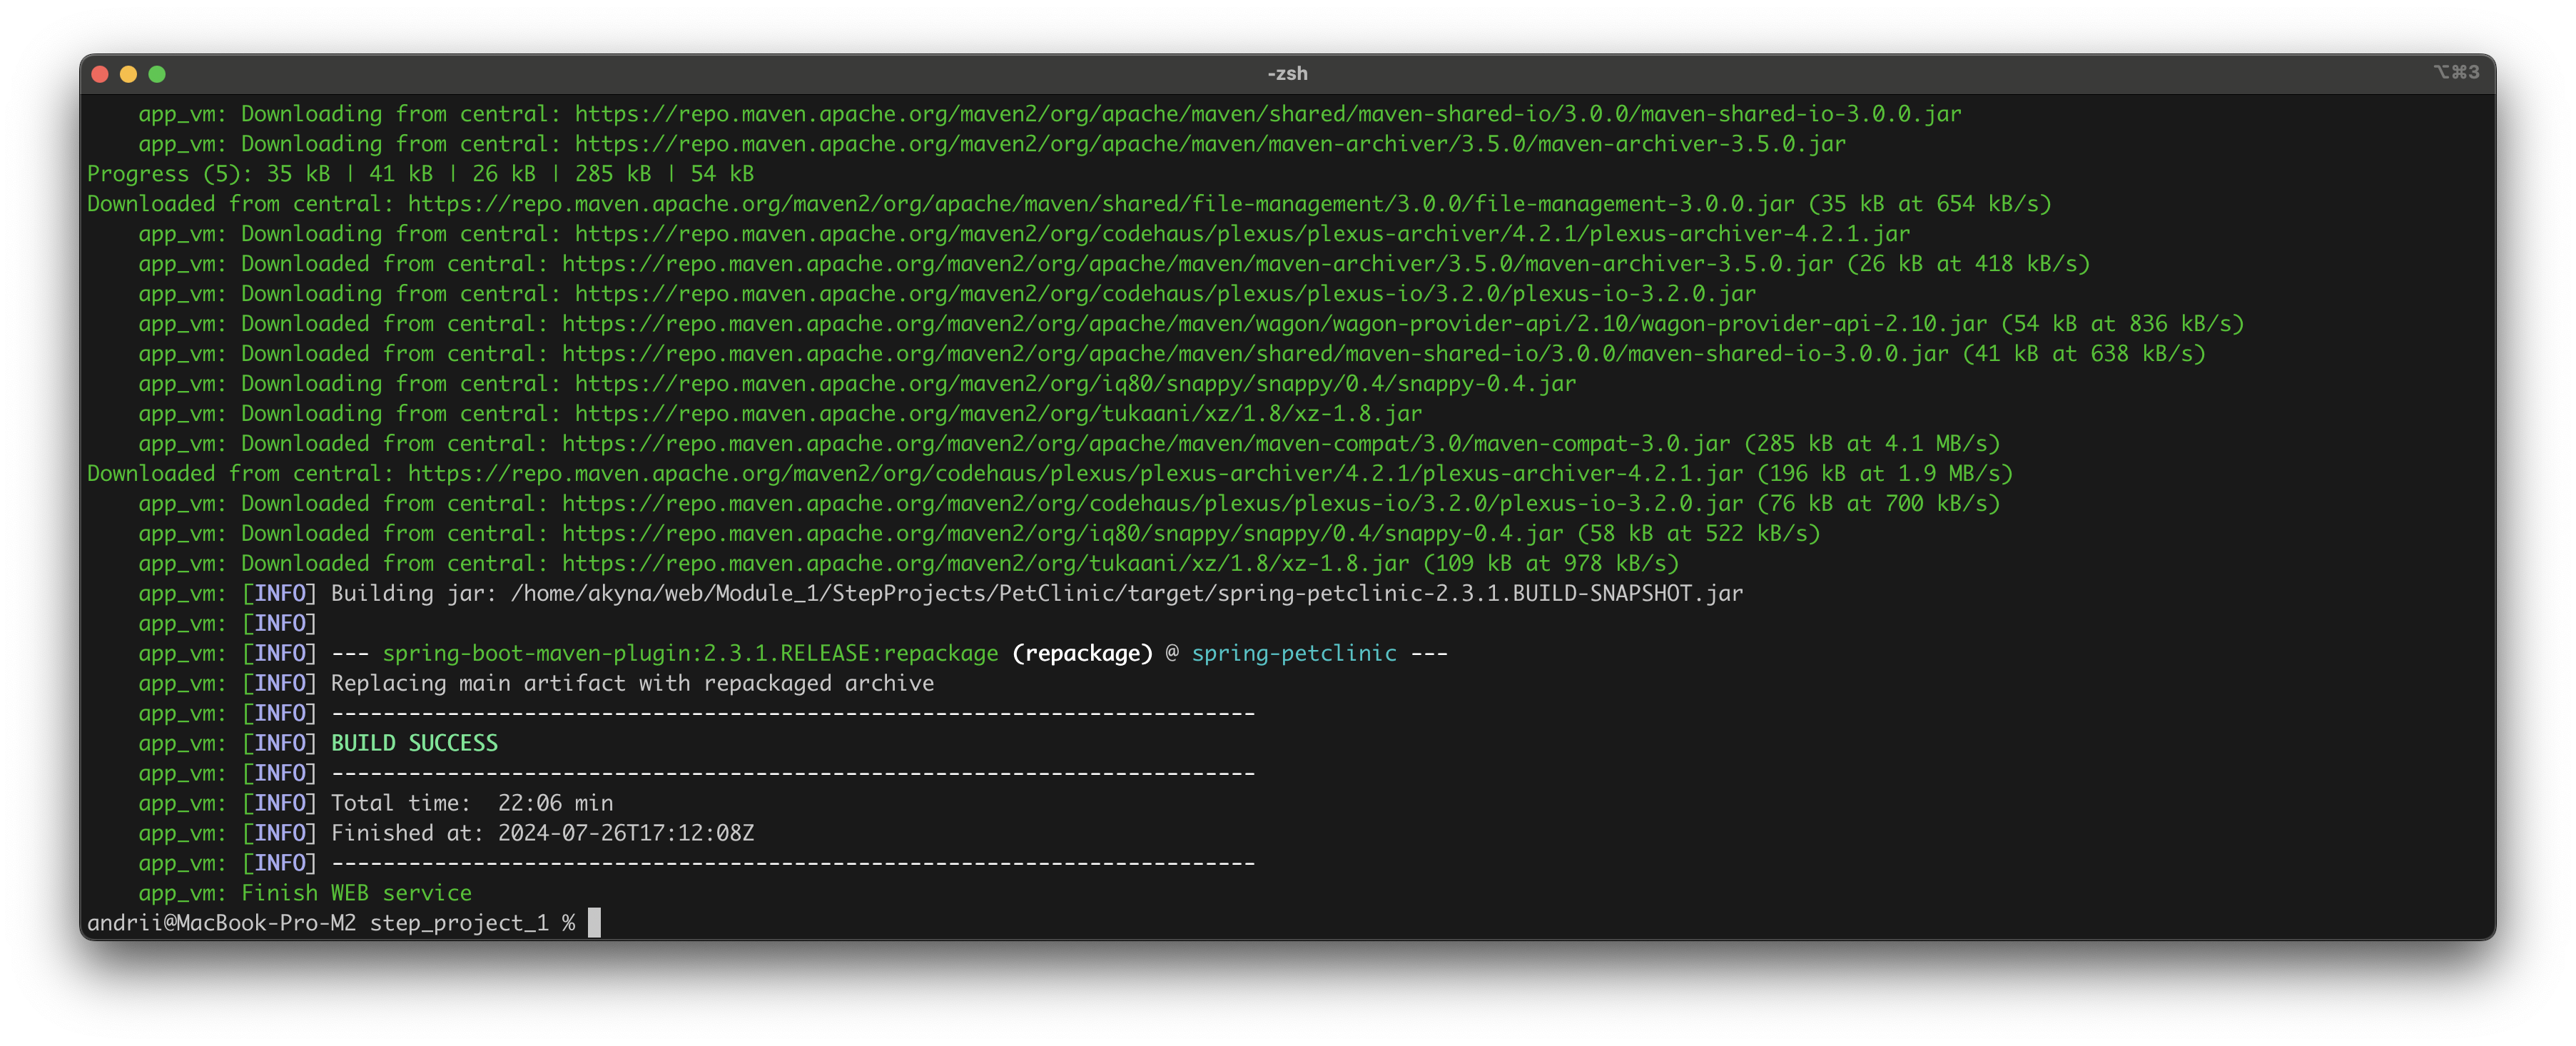 -zsh
⌥⌘3
app_vm: Downloading from central: https://repo.maven.apache.org/maven2/org/apache/maven/shared/maven-shared-io/3.0.0/maven-shared-io-3.0.0.jar
app_vm: Downloading from central: https://repo.maven.apache.org/maven2/org/apache/maven/maven-archiver/3.5.0/maven-archiver-3.5.0.jar
Progress (5): 35 kB | 41 kB | 26 kB | 285 kB | 54 kB
Downloaded from central: https://repo.maven.apache.org/maven2/org/apache/maven/shared/file-management/3.0.0/file-management-3.0.0.jar (35 kB at 654 kB/s)
app_vm: Downloading from central: https://repo.maven.apache.org/maven2/org/codehaus/plexus/plexus-archiver/4.2.1/plexus-archiver-4.2.1.jar
app_vm: Downloaded from central: https://repo.maven.apache.org/maven2/org/apache/maven/maven-archiver/3.5.0/maven-archiver-3.5.0.jar (26 kB at 418 kB/s)
app_vm: Downloading from central: https://repo.maven.apache.org/maven2/org/codehaus/plexus/plexus-io/3.2.0/plexus-io-3.2.0.jar
app_vm: Downloaded from central: https://repo.maven.apache.org/maven2/org/apache/maven/wagon/wagon-provider-api/2.10/wagon-provider-api-2.10.jar (54 kB at 836 kB/s)
app_vm: Downloaded from central: https://repo.maven.apache.org/maven2/org/apache/maven/shared/maven-shared-io/3.0.0/maven-shared-io-3.0.0.jar (41 kB at 638 kB/s)
app_vm: Downloading from central: https://repo.maven.apache.org/maven2/org/iq80/snappy/snappy/0.4/snappy-0.4.jar
app_vm: Downloading from central: https://repo.maven.apache.org/maven2/org/tukaani/xz/1.8/xz-1.8.jar
app_vm: Downloaded from central: https://repo.maven.apache.org/maven2/org/apache/maven/maven-compat/3.0/maven-compat-3.0.jar (285 kB at 4.1 MB/s)
Downloaded from central: https://repo.maven.apache.org/maven2/org/codehaus/plexus/plexus-archiver/4.2.1/plexus-archiver-4.2.1.jar (196 kB at 1.9 MB/s)
app_vm: Downloaded from central: https://repo.maven.apache.org/maven2/org/codehaus/plexus/plexus-io/3.2.0/plexus-io-3.2.0.jar (76 kB at 700 kB/s)
app_vm: Downloaded from central: https://repo.maven.apache.org/maven2/org/iq80/snappy/snappy/0.4/snappy-0.4.jar (58 kB at 522 kB/s)
app_vm: Downloaded from central: https://repo.maven.apache.org/maven2/org/tukaani/xz/1.8/xz-1.8.jar (109 kB at 978 kB/s)
app_vm: [INFO] Building jar: /home/akyna/web/Module_1/StepProjects/PetClinic/target/spring-petclinic-2.3.1.BUILD-SNAPSHOT.jar
app_vm: [INFO]
app_vm: [INFO] --- spring-boot-maven-plugin:2.3.1.RELEASE:repackage (repackage) @ spring-petclinic ---
app_vm: [INFO] Replacing main artifact with repackaged archive
app_vm: [INFO] ------------------------------------------------------------------------
app_vm: [INFO] BUILD SUCCESS
app_vm: [INFO] ------------------------------------------------------------------------
app_vm: [INFO] Total time:  22:06 min
app_vm: [INFO] Finished at: 2024-07-26T17:12:08Z
app_vm: [INFO] ------------------------------------------------------------------------
app_vm: Finish WEB service
andrii@MacBook-Pro-M2 step_project_1 %